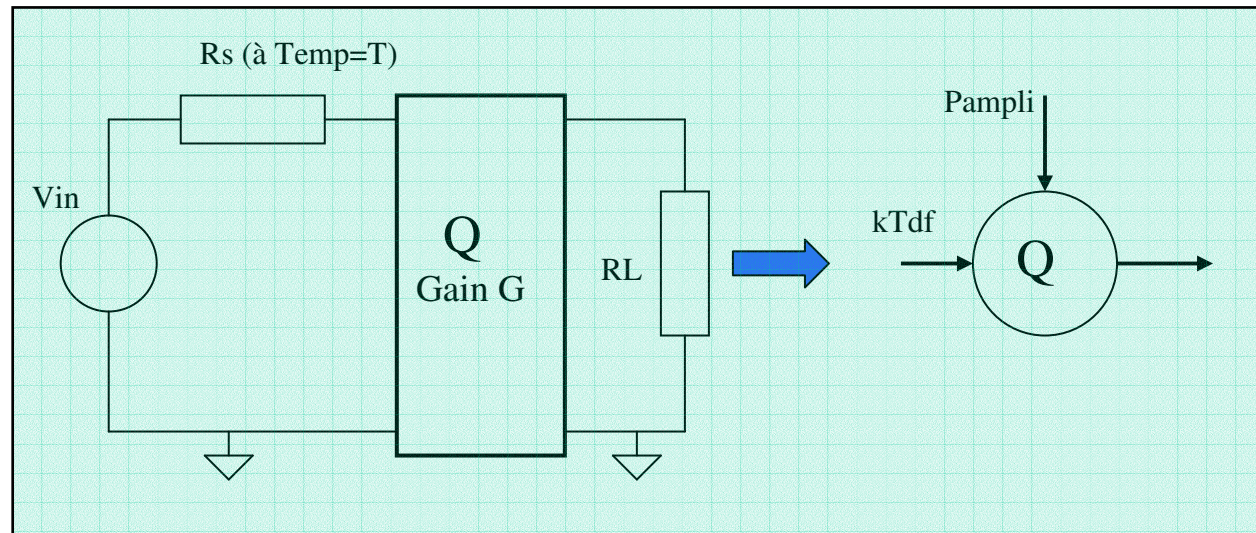 Rs (à Temp=T)
Vin
Q
Gain G
RL
Pampli
kTdf
Q